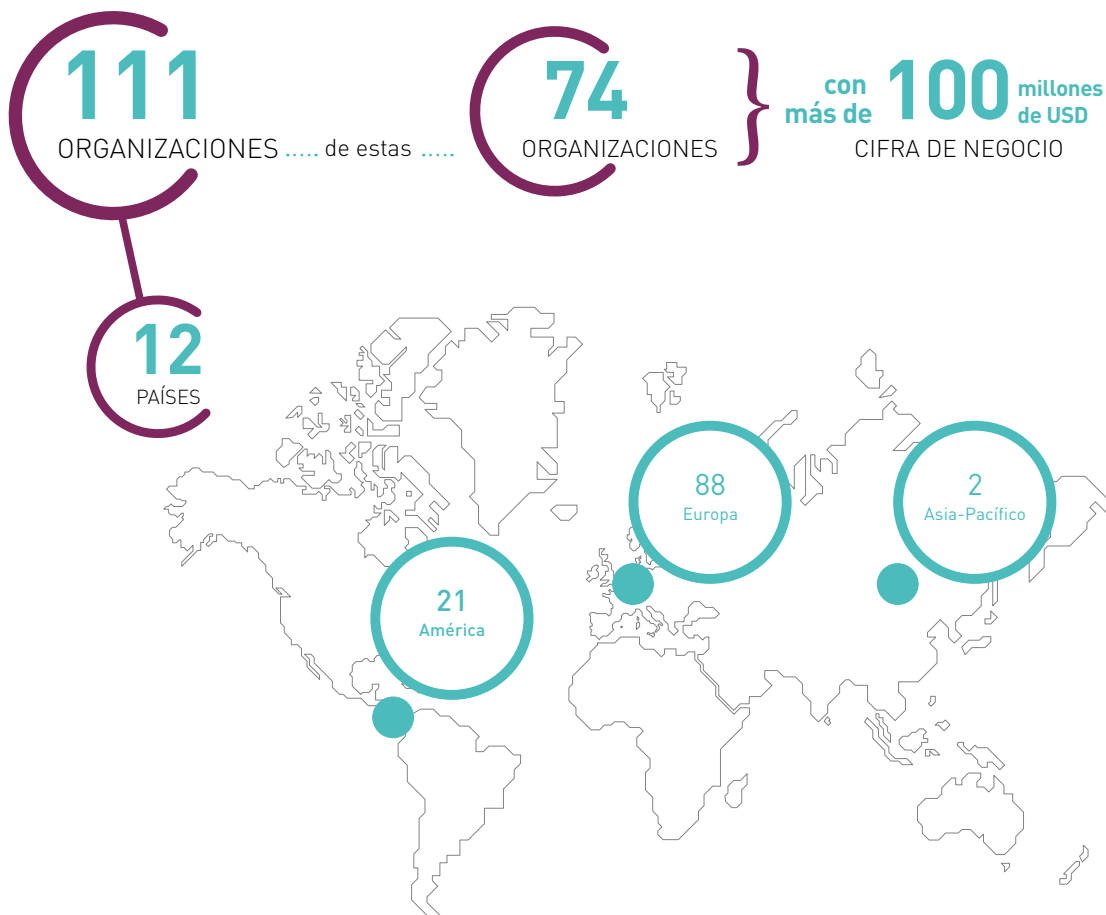 111
ORGANIZACIONES ..... de estas .....
74
ORGANIZACIONES
}
con
más de
100
millones
de USD
CIFRA DE NEGOCIO
12
PAÍSES
88
Europa
2
Asia-Pacífico
21
América